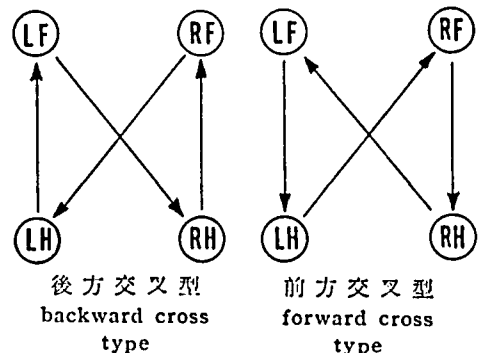 LF RF LF RF
LH RH LH RH
後方交叉型 前方交叉型
backward cross forward cross
type type